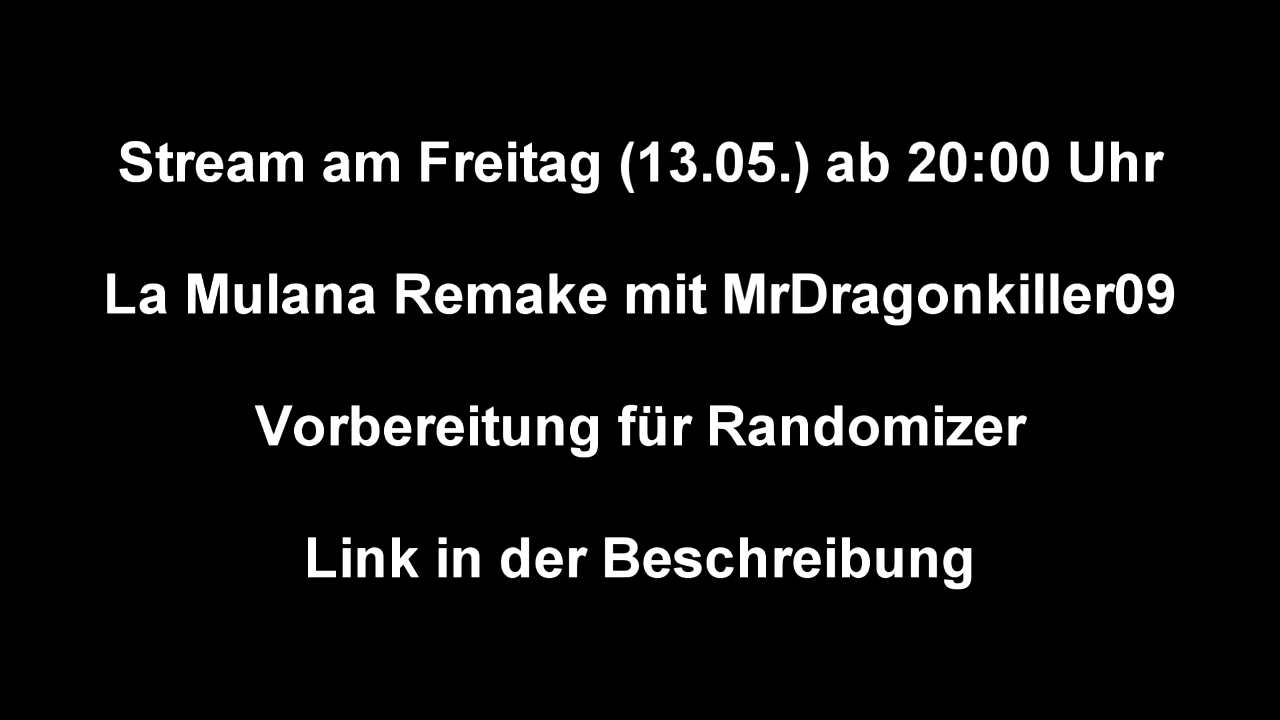 Stream am Freitag (13.05.) ab 20:00 Uhr
La Mulana Remake mit MrDragonkiller09
Vorbereitung für Randomizer
Link in der Beschreibung